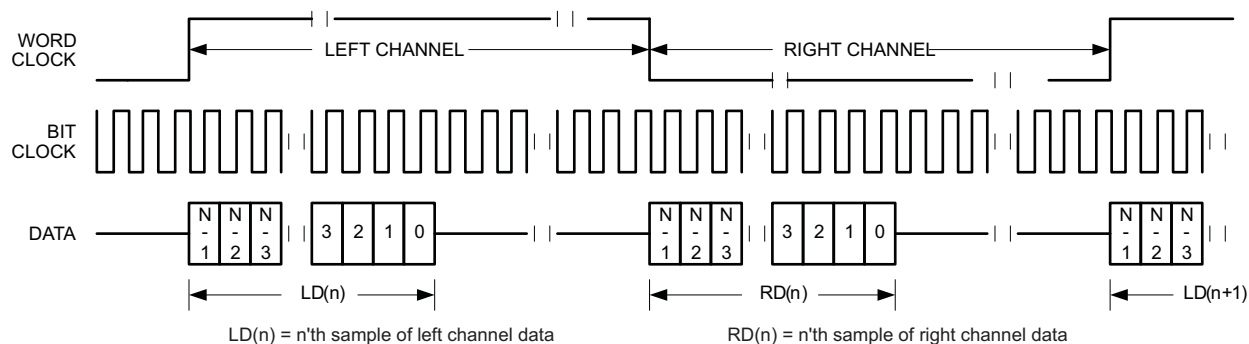 WORD
CLOCK
LEFT CHANNEL
RIGHT CHANNEL
BIT
CLOCK
DATA
N
-
1
N
-
2
N
-
3
3 2 1 0
N
-
1
N
-
2
N
-
3
3 2 1 0
N
-
1
N
-
2
N
-
3
LD(n)
RD(n)
LD(n+1)
LD(n) = n'th sample of left channel data
RD(n) = n'th sample of right channel data